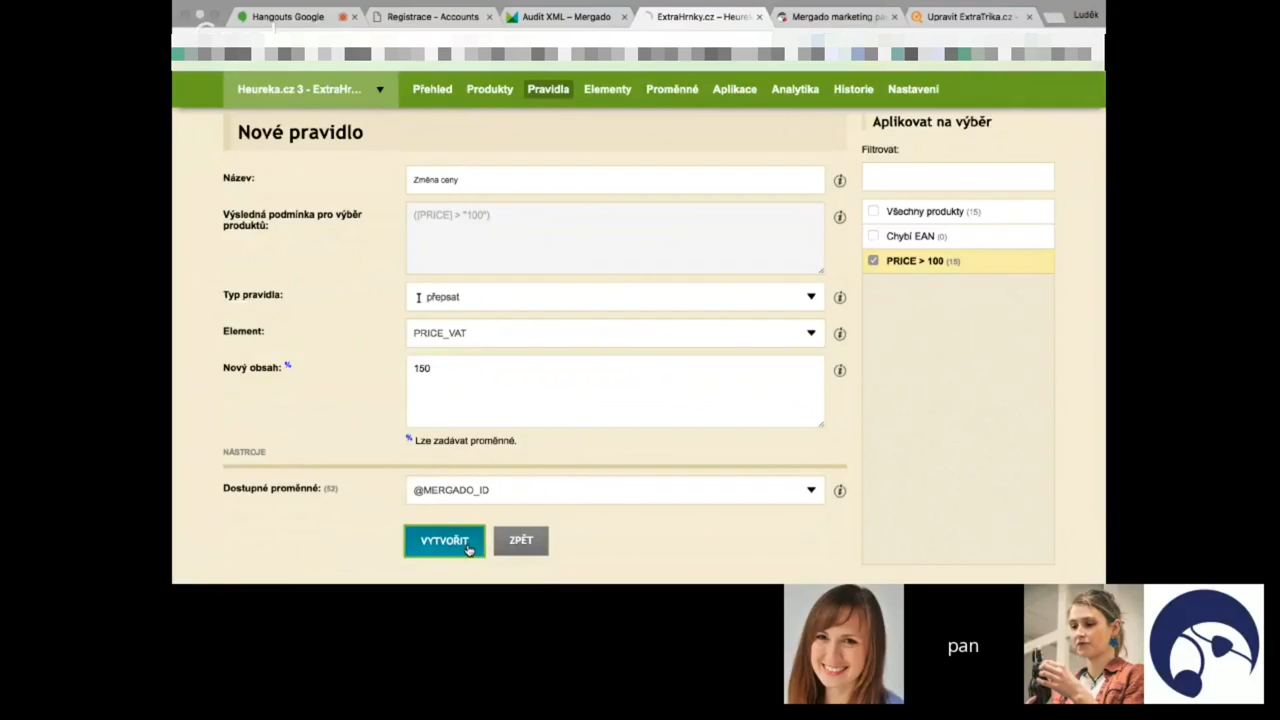 Hangouts Google
Registrace - Accounts
Audit XML – Mergado
ExtraHrnky.cz – Heurek
Mergado marketing pa
Upravit ExtraTrika.cz -
Luděk
Heureka.cz 3 - ExtraHr...
Přehled
Produkty
Pravidla
Elementy
Proměnné
Aplikace
Analytika
Historie
Nastavení
Nové pravidlo
Název:
Změna ceny
Výsledná podmínka pro výběr
produktů:
([PRICE] > "100")
Typ pravidla:
přepsat
Element:
PRICE_VAT
Nový obsah: %
150
% Lze zadávat proměnné.
NÁSTROJE
Dostupné proměnné: (52)
@MERGADO_ID
VYTVOŘIT
ZPĚT
Aplikovat na výběr
Filtrovat:
Všechny produkty (15)
Chybí EAN (0)
PRICE > 100 (15)
pan